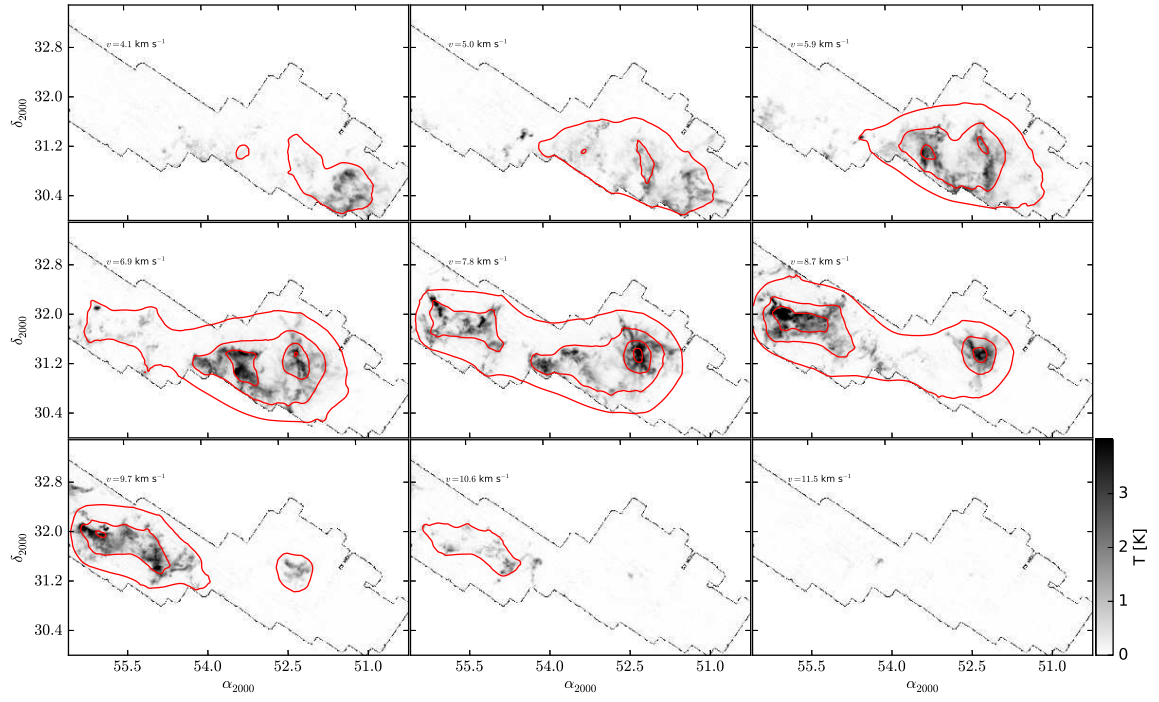 v=4.1 km s⁻¹ v=5.0 km s⁻¹ v=5.9 km s⁻¹
32.8
32.0
31.2
30.4
δ₂₀₀₀
v=6.9 km s⁻¹ v=7.8 km s⁻¹ v=8.7 km s⁻¹
32.8
32.0
31.2
30.4
δ₂₀₀₀
v=9.7 km s⁻¹ v=10.6 km s⁻¹ v=11.5 km s⁻¹
32.8
32.0
31.2
30.4
δ₂₀₀₀
55.5 54.0 52.5 51.0
α₂₀₀₀
55.5 54.0 52.5 51.0
α₂₀₀₀
55.5 54.0 52.5 51.0
α₂₀₀₀
3
2
1
0
T [K]